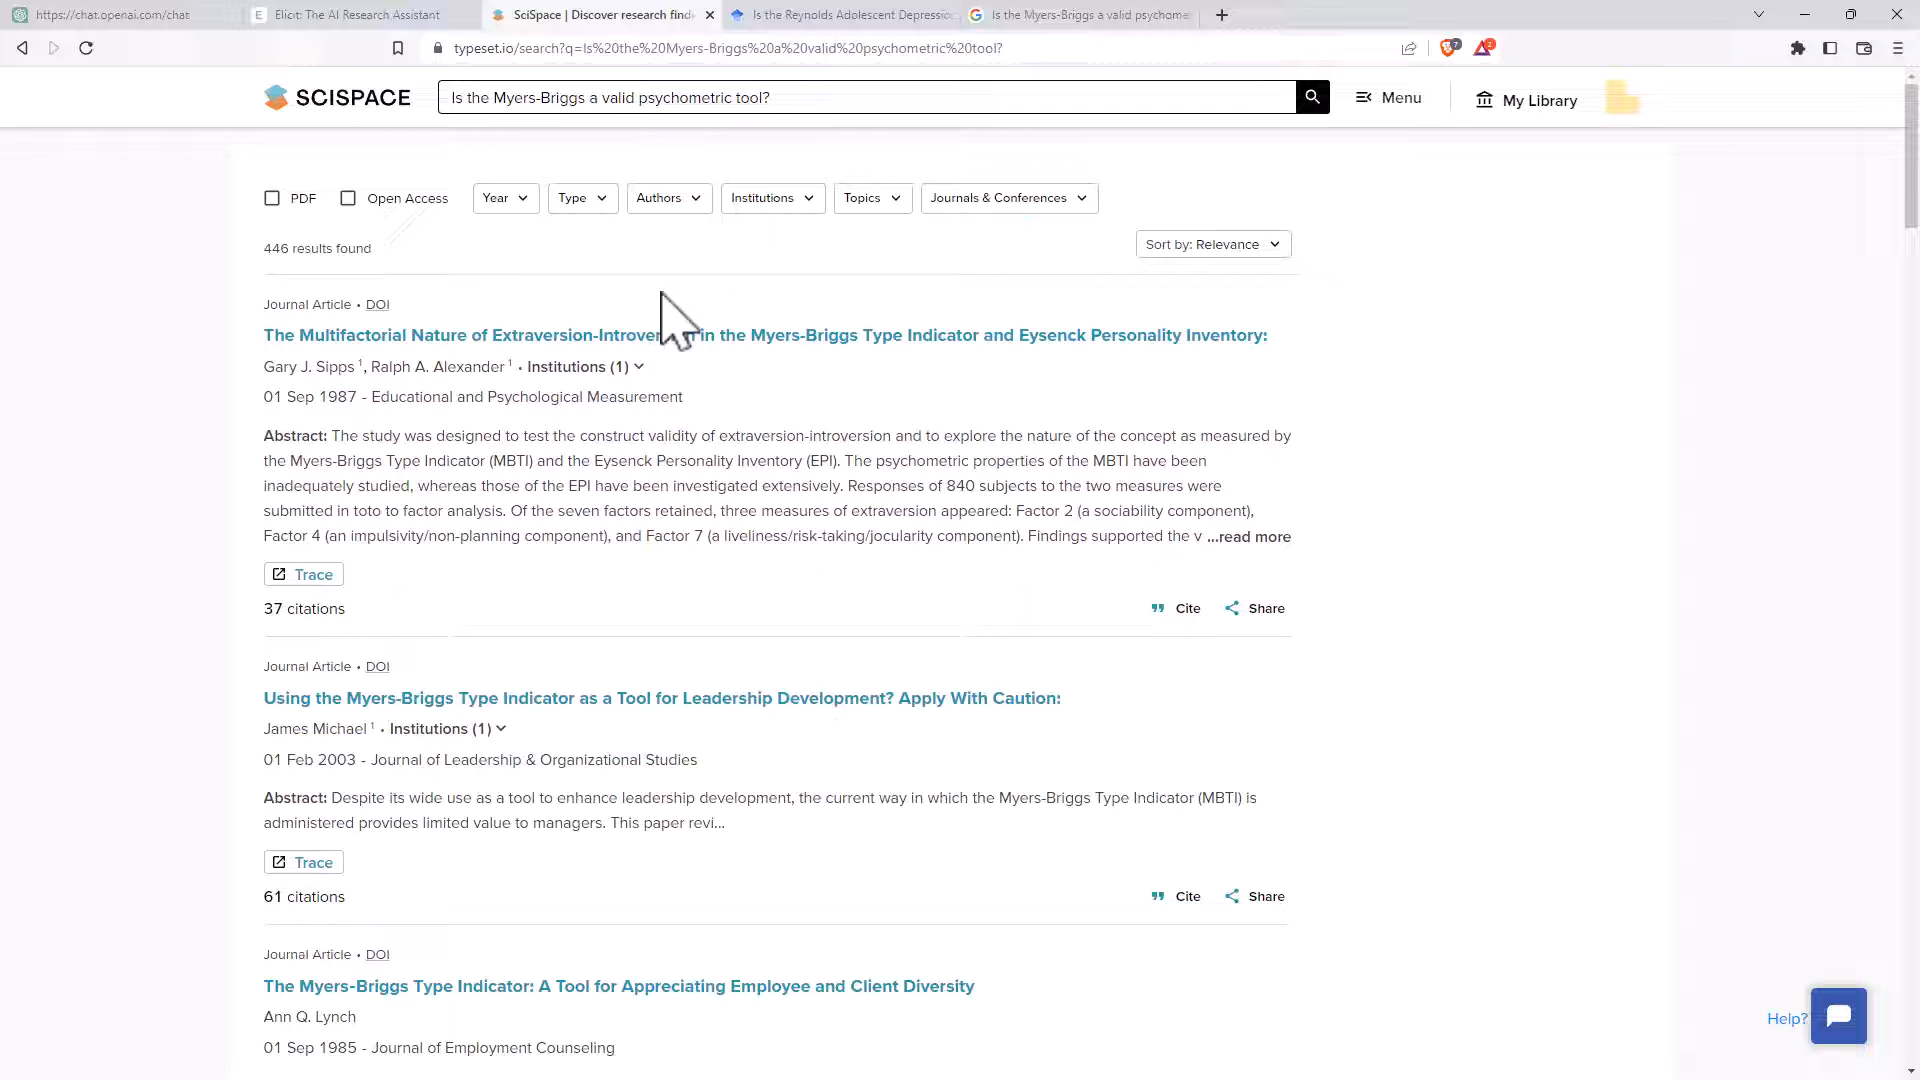 https://chat.openai.com/chat
Elicit: The AI Research Assistant
SciSpace | Discover research find
Is the Reynolds Adolescent Depressio
Is the Myers-Briggs a valid psychome
typeset.io/search?q=Is%20the%20Myers-Briggs%20a%20valid%20psychometric%20tool?
7
2
SCISPACE
Is the Myers-Briggs a valid psychometric tool?
Menu
My Library
PDF
Open Access
Year
Type
Authors
Institutions
Topics
Journals & Conferences
446 results found
Sort by: Relevance
Journal Article • DOI
The Multifactorial Nature of Extraversion-Introver in the Myers-Briggs Type Indicator and Eysenck Personality Inventory:
Gary J. Sipps 1, Ralph A. Alexander 1 • Institutions (1)
01 Sep 1987 - Educational and Psychological Measurement
Abstract: The study was designed to test the construct validity of extraversion-introversion and to explore the nature of the concept as measured by
the Myers-Briggs Type Indicator (MBTI) and the Eysenck Personality Inventory (EPI). The psychometric properties of the MBTI have been
inadequately studied, whereas those of the EPI have been investigated extensively. Responses of 840 subjects to the two measures were
submitted in toto to factor analysis. Of the seven factors retained, three measures of extraversion appeared: Factor 2 (a sociability component),
Factor 4 (an impulsivity/non-planning component), and Factor 7 (a liveliness/risk-taking/jocularity component). Findings supported the v ...read more
Trace
37 citations
Cite
Share
Journal Article • DOI
Using the Myers-Briggs Type Indicator as a Tool for Leadership Development? Apply With Caution:
James Michael 1 • Institutions (1)
01 Feb 2003 - Journal of Leadership & Organizational Studies
Abstract: Despite its wide use as a tool to enhance leadership development, the current way in which the Myers-Briggs Type Indicator (MBTI) is
administered provides limited value to managers. This paper revi...
Trace
61 citations
Cite
Share
Journal Article • DOI
The Myers-Briggs Type Indicator: A Tool for Appreciating Employee and Client Diversity
Ann Q. Lynch
01 Sep 1985 - Journal of Employment Counseling
Help?